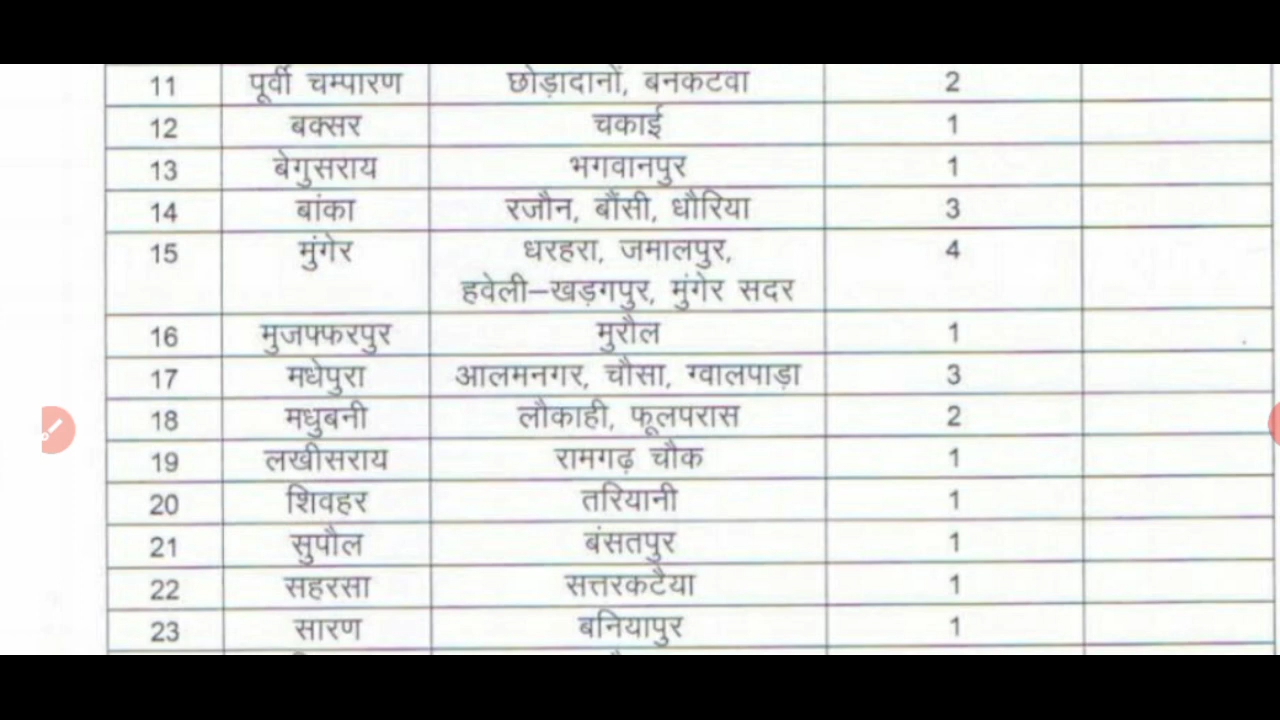 11 पूर्वी चम्पारण छोड़ादानों, बनकटवा 2
12 बक्सर चकाई 1
13 बेगुसराय भगवानपुर 1
14 बांका रजौन, बौंसी, धौरिया 3
15 मुंगेर धरहरा, जमालपुर, 4
हवेली–खड़गपुर, मुंगेर सदर
16 मुजफ्फरपुर मुरौल 1
17 मधेपुरा आलमनगर, चौसा, ग्वालपाड़ा 3
18 मधुबनी लौकाही, फूलपरास 2
19 लखीसराय रामगढ़ चौक 1
20 शिवहर तरियानी 1
21 सुपौल बंसतपुर 1
22 सहरसा सत्तरकटैया 1
23 सारण बनियापुर 1